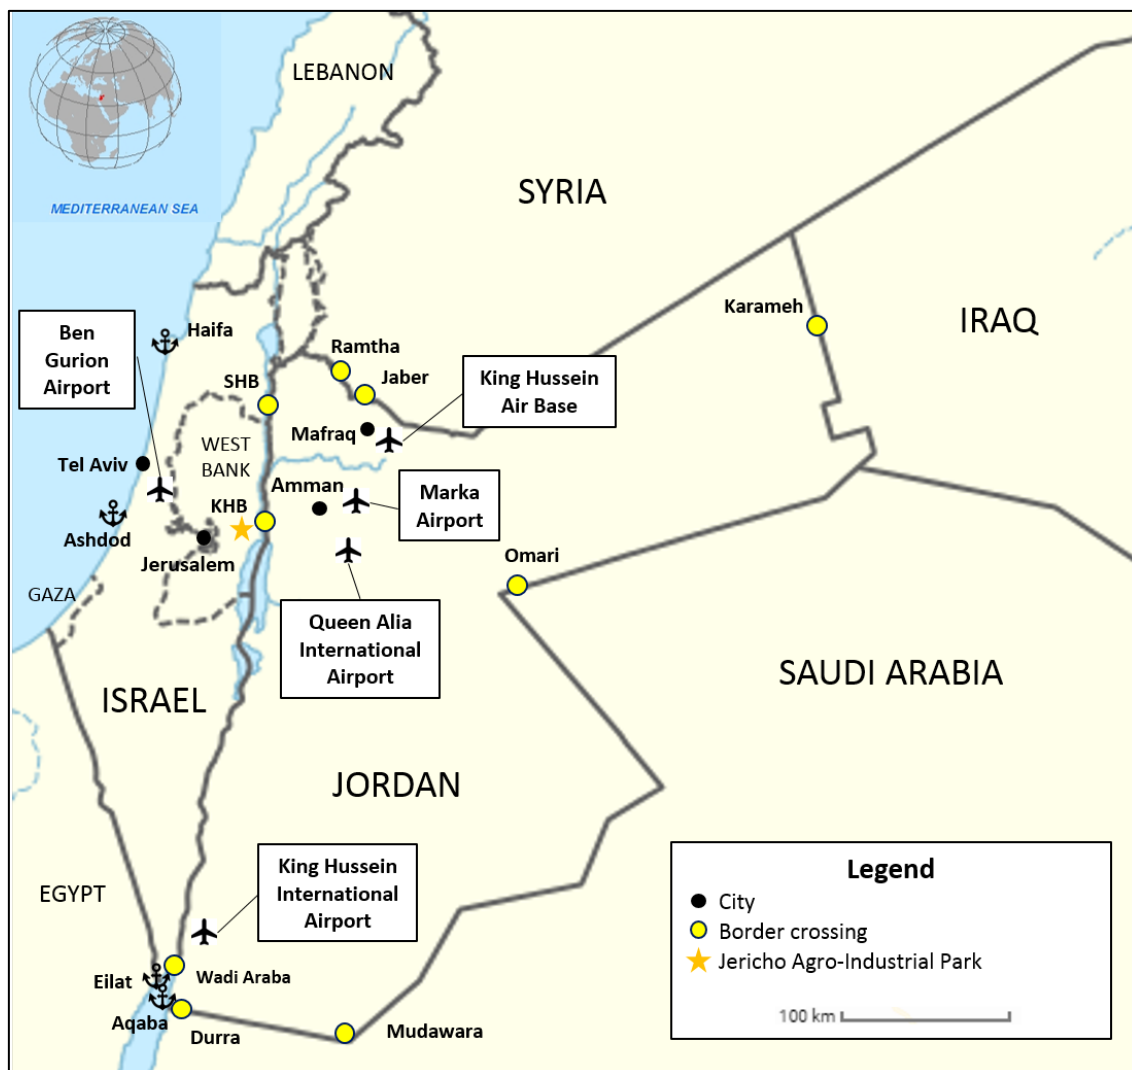 LEBANON
MEDITERRANEAN SEA
SYRIA
Karameh
IRAQ
Haifa
Ben
Gurion
Airport
Ramtha
Jaber
SHB
King Hussein
Air Base
Mafraq
WEST
BANK
Tel Aviv
Amman
Marka
Airport
KHB
Ashdod
Jerusalem
Omari
GAZA
Queen Alia
International
Airport
SAUDI ARABIA
ISRAEL
JORDAN
King Hussein
International
Airport
EGYPT
Eilat
Wadi Araba
Aqaba
Durra
Mudawara
Legend
City
Border crossing
Jericho Agro-Industrial Park
100 km